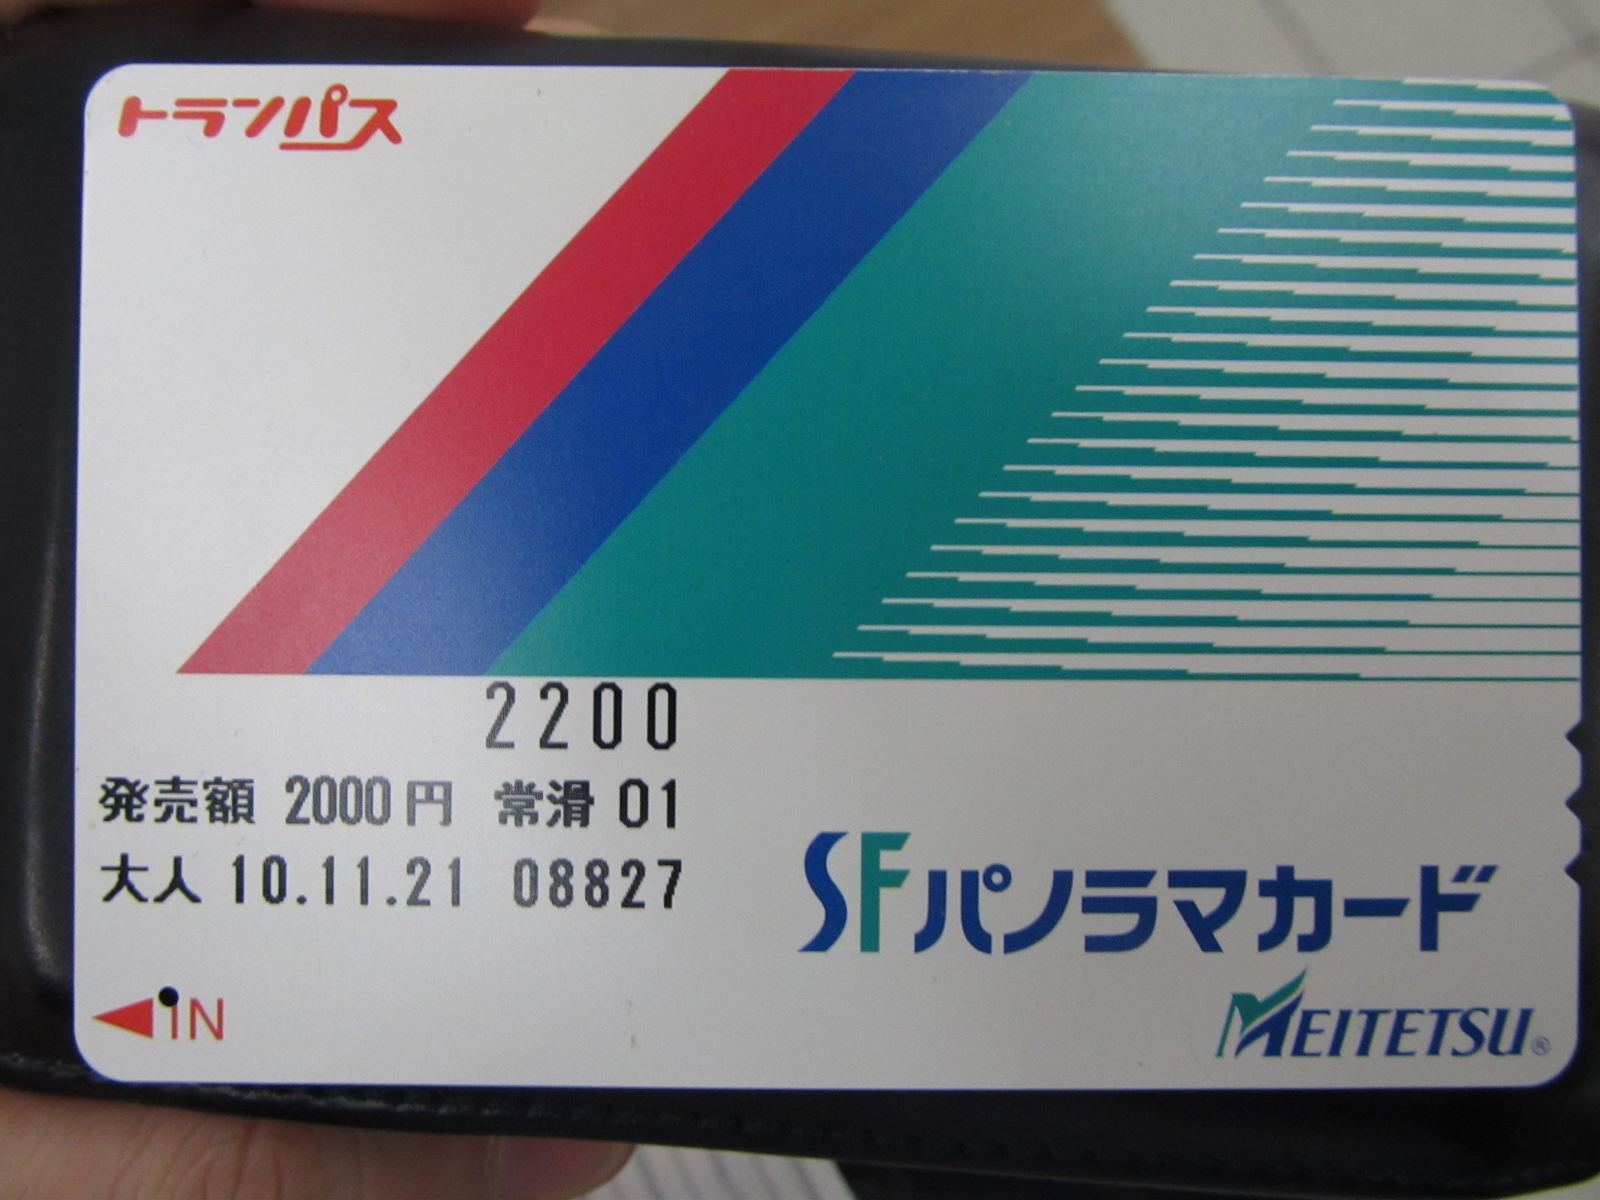 トランパス
2200
発売額 2000円 常滑 01
大人 10.11.21 08827
SFパノラマカード
IN
MEITETSU®